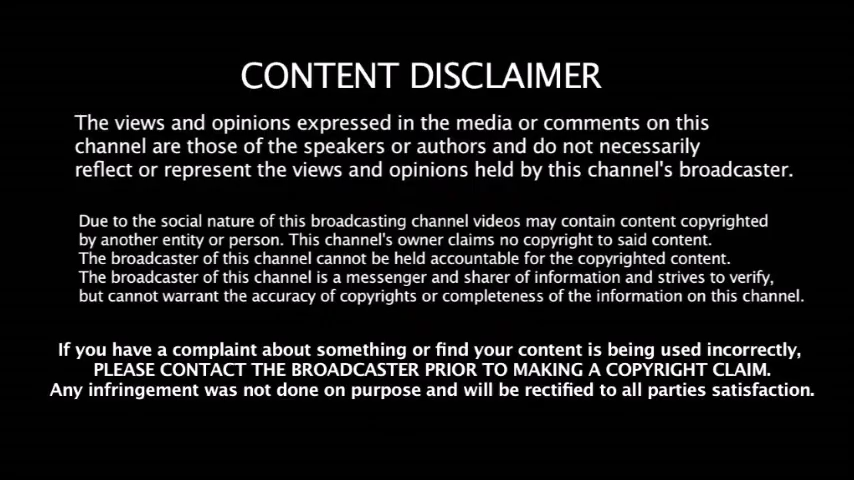 CONTENT DISCLAIMER
The views and opinions expressed in the media or comments on this
channel are those of the speakers or authors and do not necessarily
reflect or represent the views and opinions held by this channel's broadcaster.
Due to the social nature of this broadcasting channel videos may contain content copyrighted
by another entity or person. This channel's owner claims no copyright to said content.
The broadcaster of this channel cannot be held accountable for the copyrighted content.
The broadcaster of this channel is a messenger and sharer of information and strives to verify,
but cannot warrant the accuracy of copyrights or completeness of the information on this channel.
If you have a complaint about something or find your content is being used incorrectly,
PLEASE CONTACT THE BROADCASTER PRIOR TO MAKING A COPYRIGHT CLAIM.
Any infringement was not done on purpose and will be rectified to all parties satisfaction.